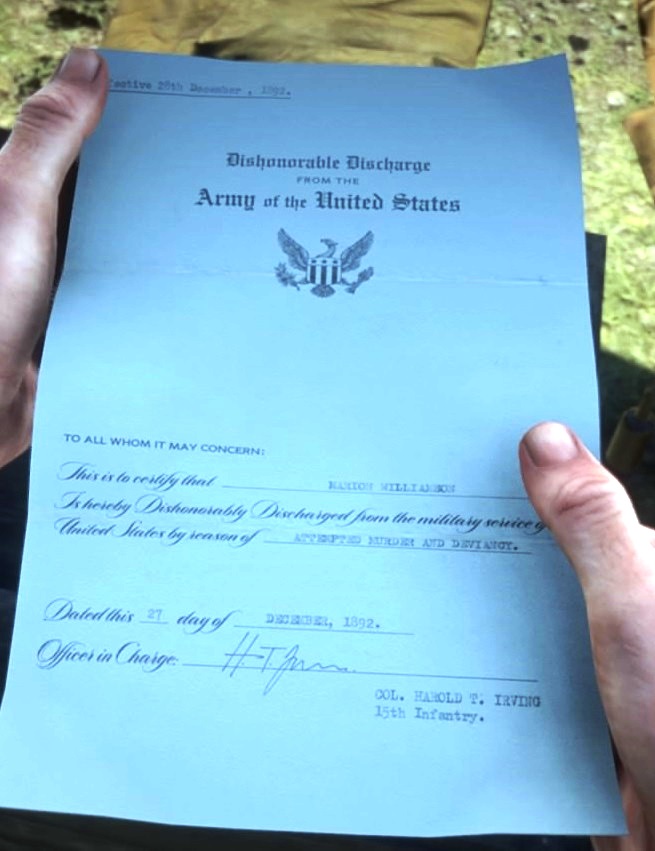 fective 28th December , 1892.
Dishonorable Discharge
FROM THE
Army of the United States
TO ALL WHOM IT MAY CONCERN:
This is to certify that MARION WILLIAMSON
Is hereby Dishonorably Discharged from the military service o
United States by reason of ATTEMPTED MURDER AND DEVIANCY.
Dated this 27 day of DECEMBER, 1892.
Officer in Charge:
COL. HAROLD T. IRVING
15th Infantry.